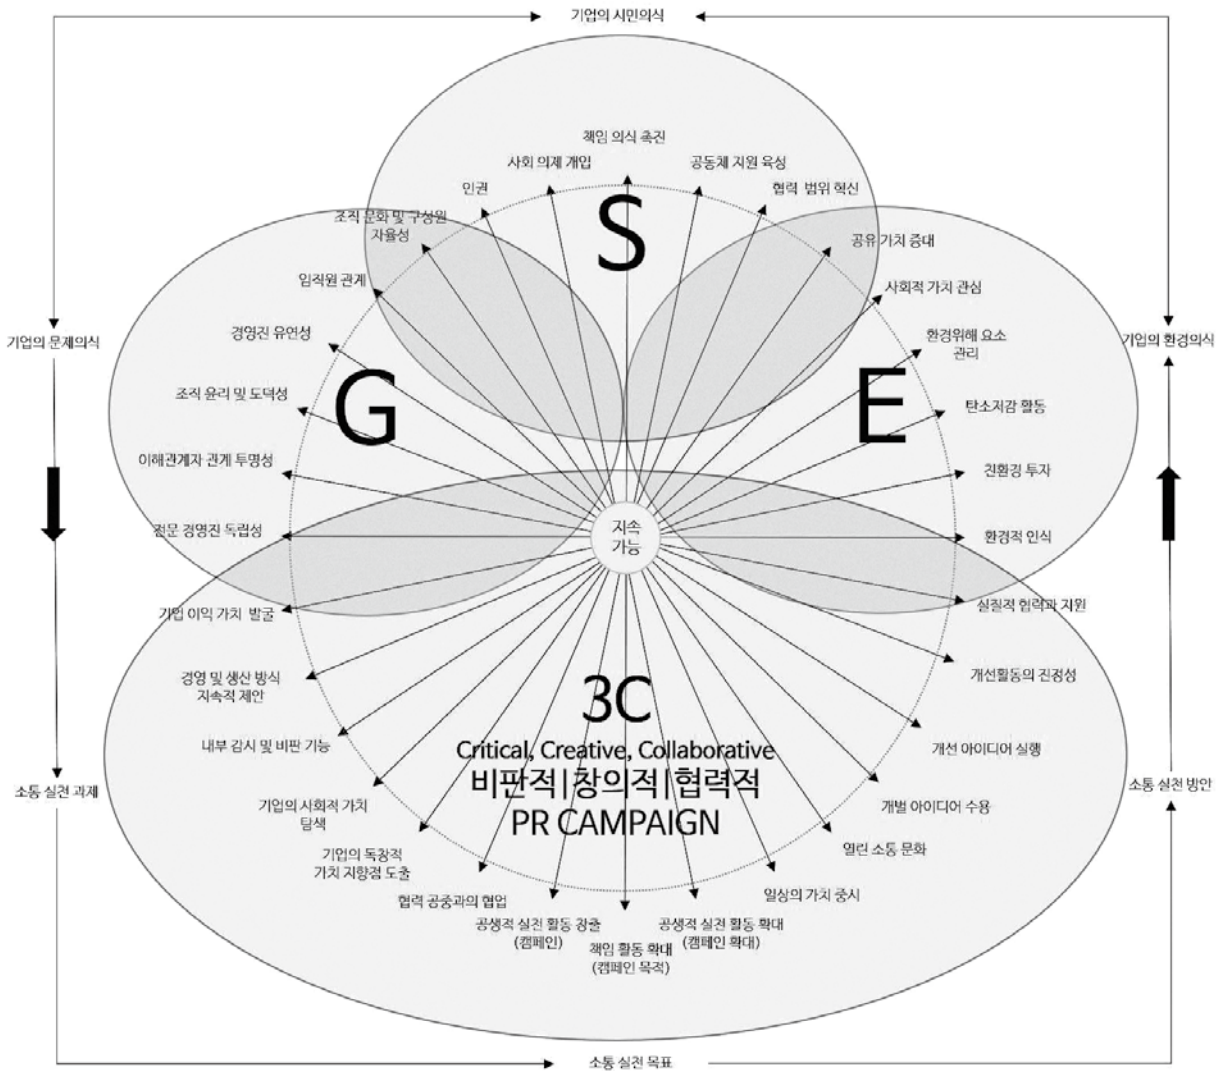 기업의 시민의식
책임 의식 촉진
사회 의제 개입
공동체 지원 육성
인권
협력 범위 혁신
조직 문화 및 구성원
자율성
공유 가치 증대
임직원 관계
사회적 가치 관심
경영진 유연성
환경위해 요소
관리
기업의 문제의식
기업의 환경의식
S
G
E
조직 윤리 및 도덕성
탄소저감 활동
이해관계자 관계 투명성
친환경 투자
전문 경영진 독립성
지속
가능
환경적 인식
기업 이익 가치 발굴
실질적 협력과 지원
경영 및 생산 방식
지속적 제안
개선활동의 진정성
3C
Critical, Creative, Collaborative
비판적|창의적|협력적
PR CAMPAIGN
내부 감시 및 비판 기능
개선 아이디어 실행
소통 실천 과제
소통 실천 방안
기업의 사회적 가치
탐색
개별 아이디어 수용
기업의 독창적
가치 지향점 도출
열린 소통 문화
협력 공중과의 협업
일상의 가치 중시
공생적 실천 활동 창출
(캠페인)
책임 활동 확대
(캠페인 목적)
공생적 실천 활동 확대
(캠페인 확대)
소통 실천 목표